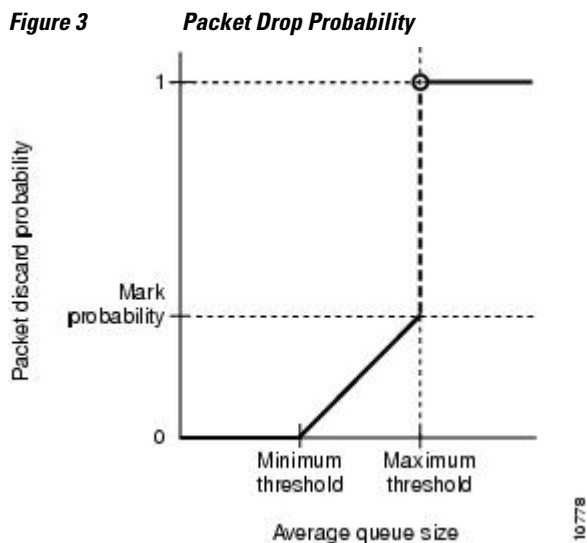 Figure 3 Packet Drop Probability
1
Packet discard probability
Mark
probability
0
Minimum
threshold
Maximum
threshold
Average queue size
10778